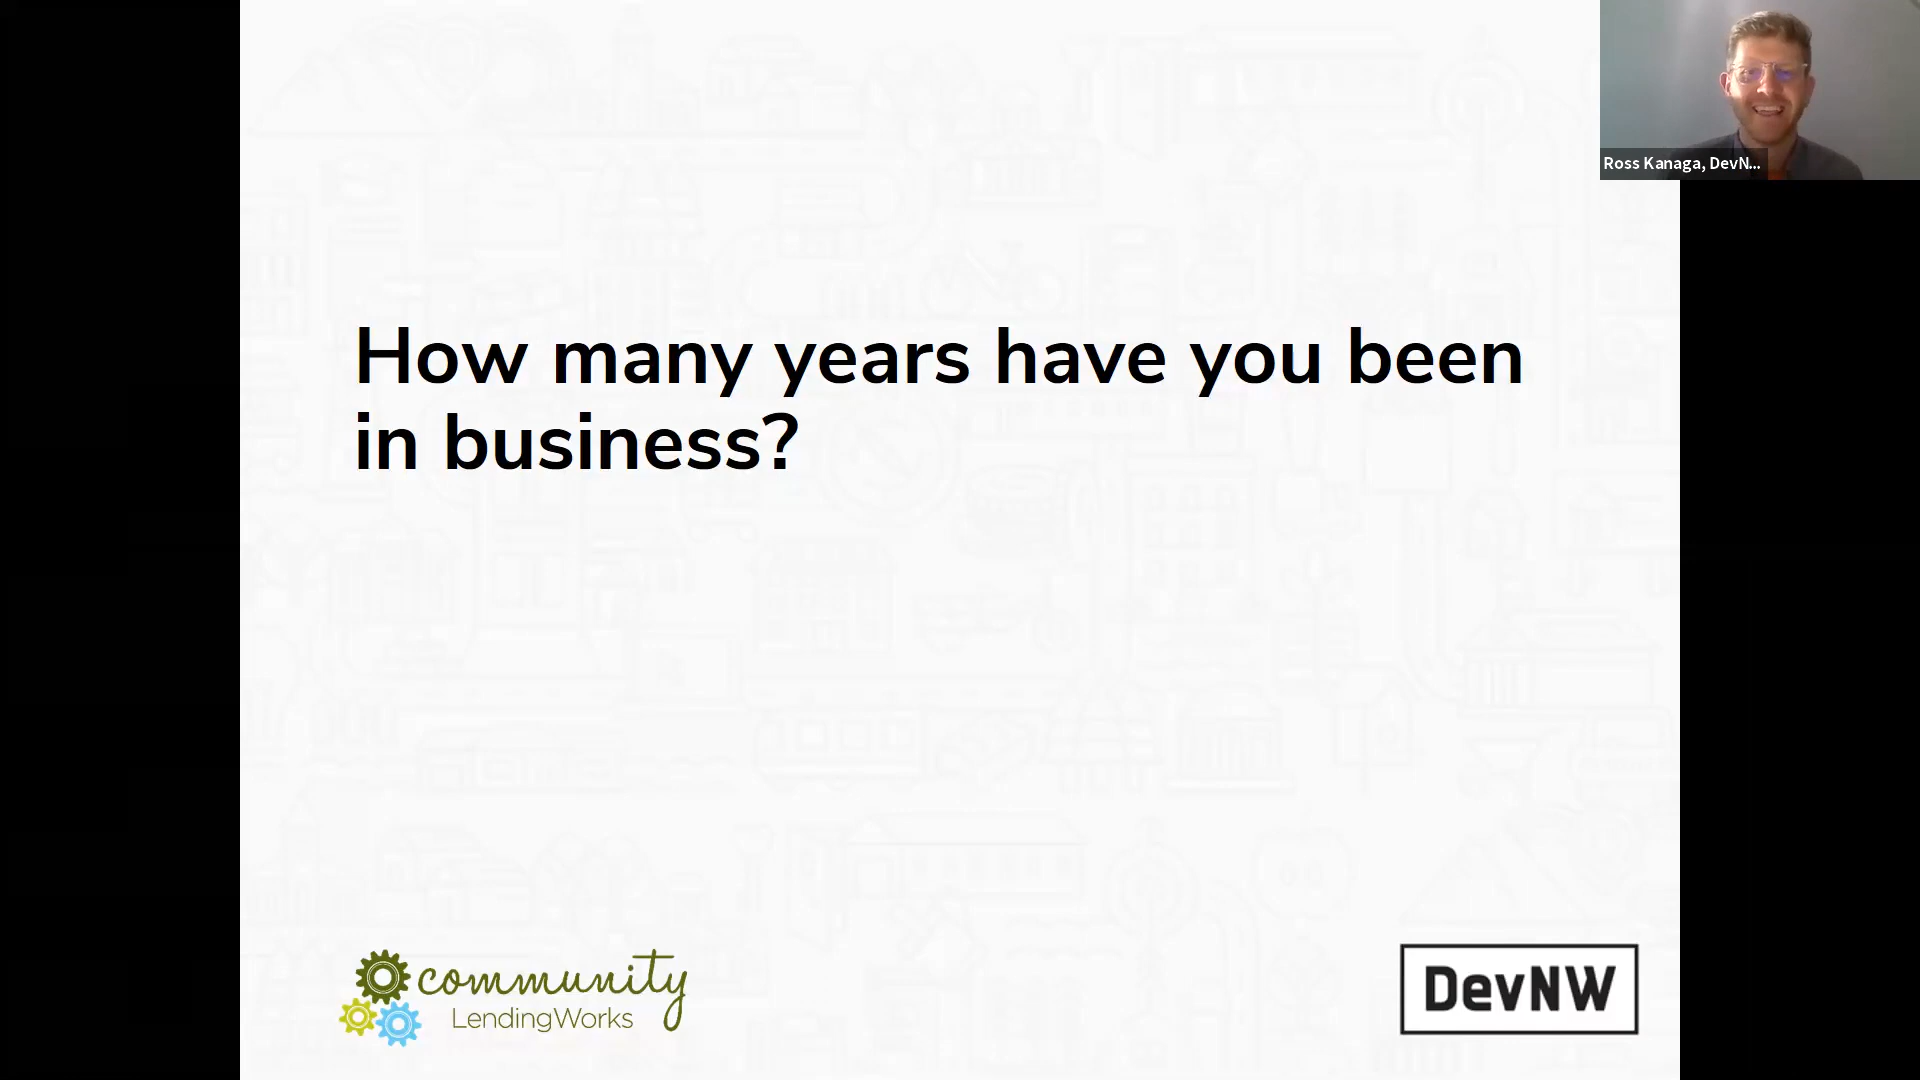 Ross Kanaga, DevN...
How many years have you been
in business?
community
LendingWorks
DevNW